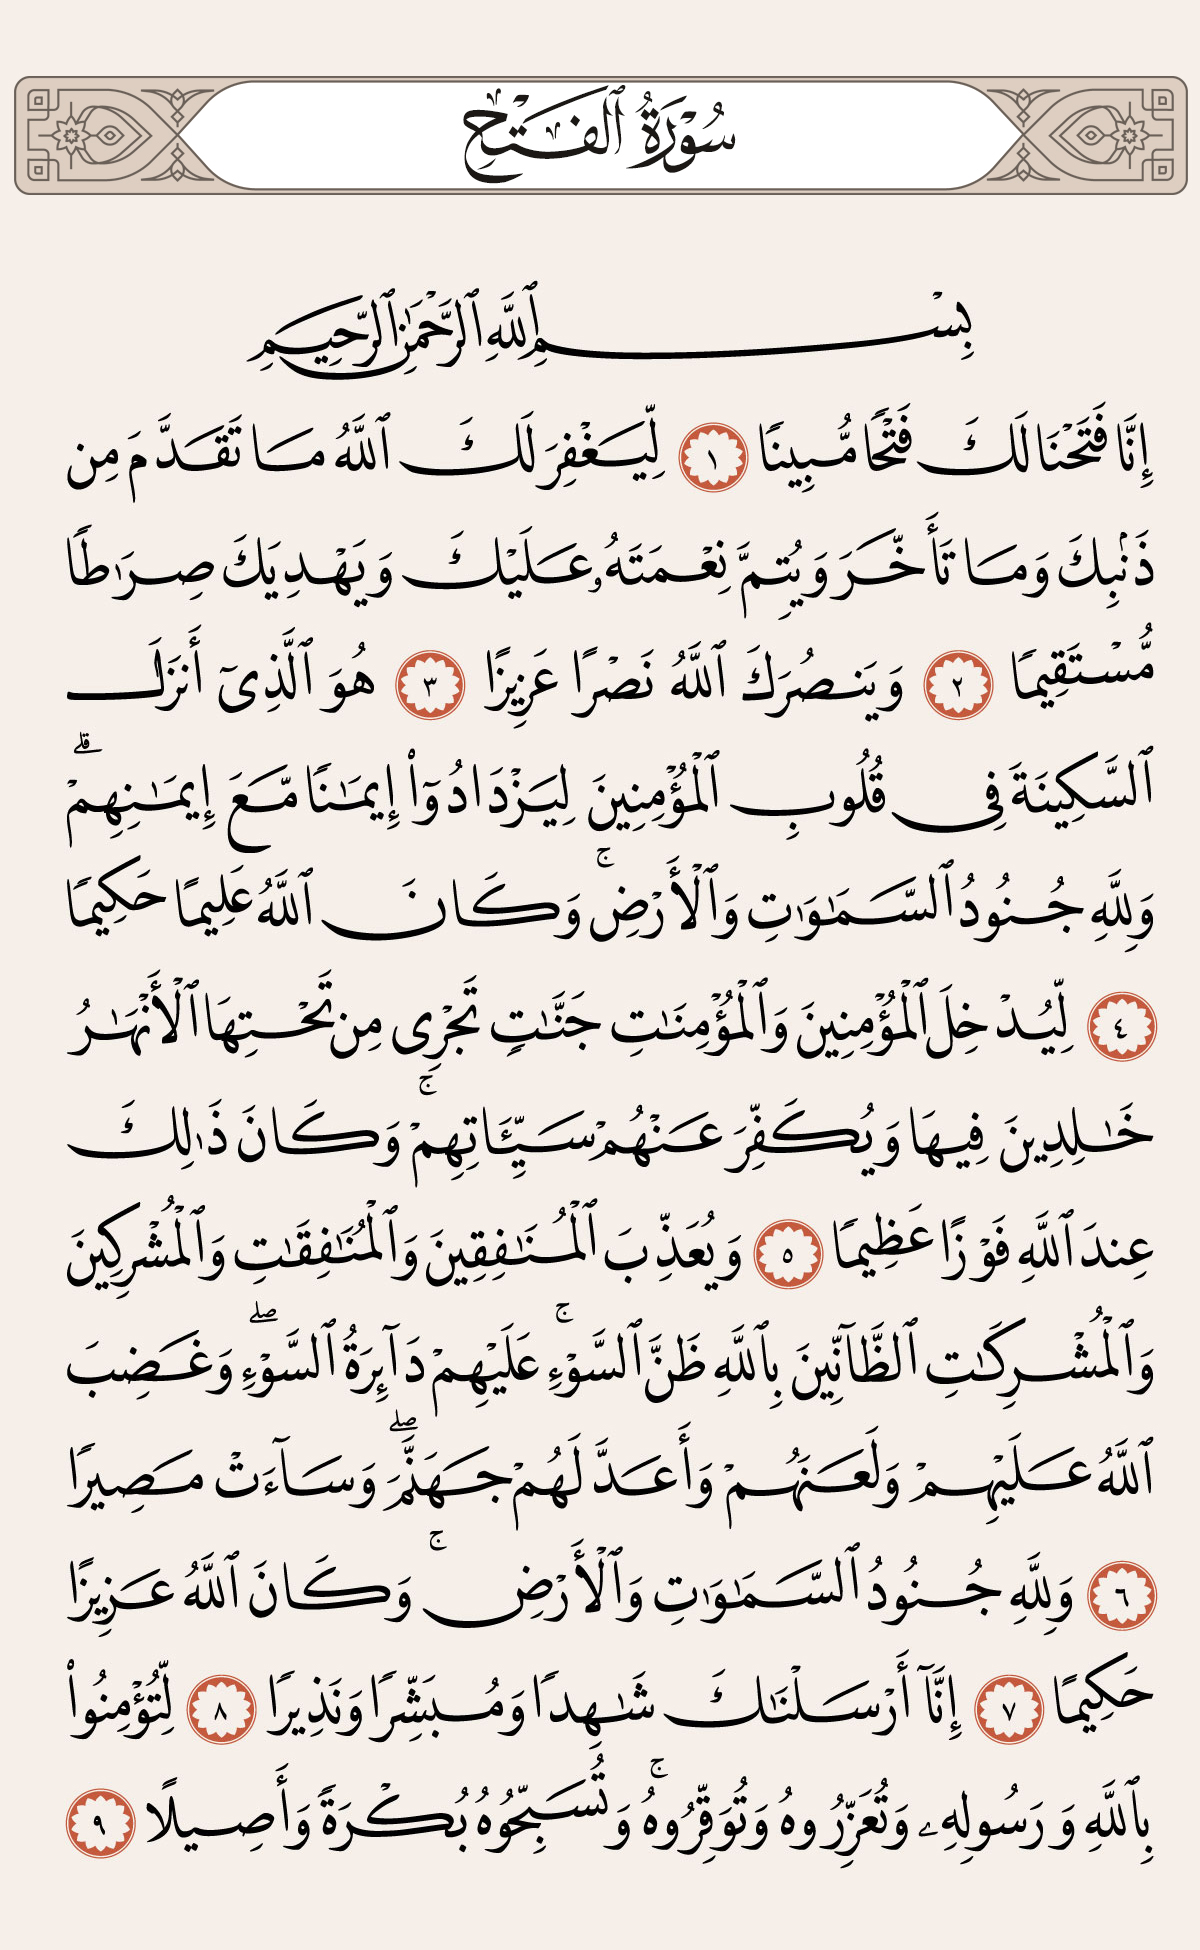 سُورَةُ ٱلْفَتْحِ
بِسْمِ ٱللَّهِ ٱلرَّحْمَٰنِ ٱلرَّحِيمِ
إِنَّا فَتَحْنَا لَكَ فَتْحًا مُّبِينًا ١ لِّيَغْفِرَ لَكَ ٱللَّهُ مَا تَقَدَّمَ مِن
ذَنۢبِكَ وَمَا تَأَخَّرَ وَيُتِمَّ نِعْمَتَهُۥ عَلَيْكَ وَيَهْدِيَكَ صِرَٰطًا
مُّسْتَقِيمًا ٢ وَيَنصُرَكَ ٱللَّهُ نَصْرًا عَزِيزًا ٣ هُوَ ٱلَّذِىٓ أَنزَلَ
ٱلسَّكِينَةَ فِى قُلُوبِ ٱلْمُؤْمِنِينَ لِيَزْدَادُوٓا۟ إِيمَٰنًا مَّعَ إِيمَٰنِهِمْ ۗ
وَلِلَّهِ جُنُودُ ٱلسَّمَٰوَٰتِ وَٱلْأَرْضِ ۚ وَكَانَ ٱللَّهُ عَلِيمًا حَكِيمًا
٤ لِّيُدْخِلَ ٱلْمُؤْمِنِينَ وَٱلْمُؤْمِنَٰتِ جَنَّٰتٍ تَجْرِى مِن تَحْتِهَا ٱلْأَنْهَٰرُ
خَٰلِدِينَ فِيهَا وَيُكَفِّرَ عَنْهُمْ سَيِّـَٔاتِهِمْ ۚ وَكَانَ ذَٰلِكَ
عِندَ ٱللَّهِ فَوْزًا عَظِيمًا ٥ وَيُعَذِّبَ ٱلْمُنَٰفِقِينَ وَٱلْمُنَٰفِقَٰتِ وَٱلْمُشْرِكِينَ
وَٱلْمُشْرِكَٰتِ ٱلظَّآنِّينَ بِٱللَّهِ ظَنَّ ٱلسَّوْءِ ۚ عَلَيْهِمْ دَآئِرَةُ ٱلسَّوْءِ ۖ وَغَضِبَ
ٱللَّهُ عَلَيْهِمْ وَلَعَنَهُمْ وَأَعَدَّ لَهُمْ جَهَنَّمَ ۖ وَسَآءَتْ مَصِيرًا
٦ وَلِلَّهِ جُنُودُ ٱلسَّمَٰوَٰتِ وَٱلْأَرْضِ ۚ وَكَانَ ٱللَّهُ عَزِيزًا
حَكِيمًا ٧ إِنَّآ أَرْسَلْنَٰكَ شَٰهِدًا وَمُبَشِّرًا وَنَذِيرًا ٨ لِّتُؤْمِنُوا۟
بِٱللَّهِ وَرَسُولِهِۦ وَتُعَزِّرُوهُ وَتُوَقِّرُوهُ ۚ وَتُسَبِّحُوهُ بُكْرَةً وَأَصِيلًا ٩